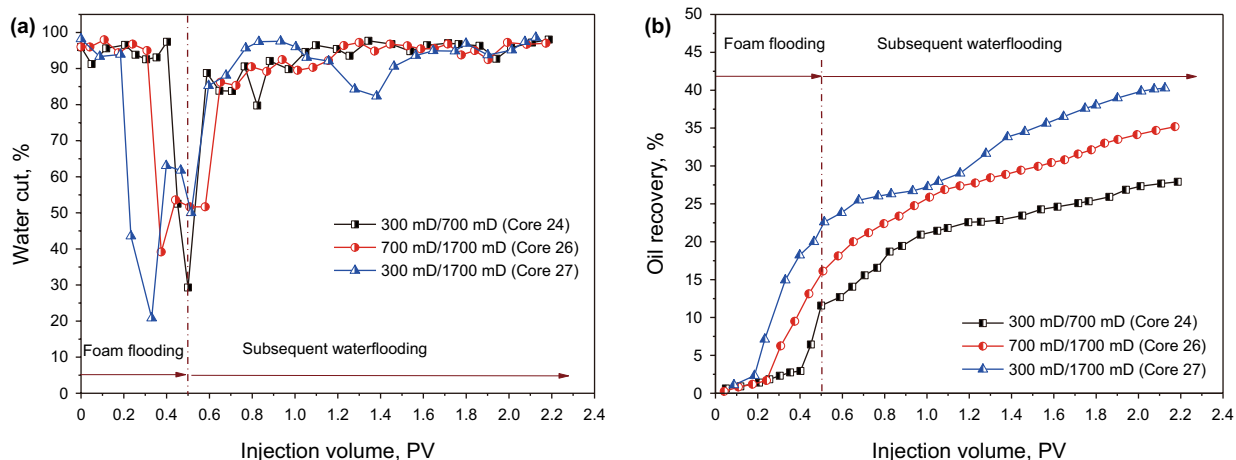 (a)
100
90
80
70
60
50
40
30
20
10
0
Water cut, %
300 mD/700 mD (Core 24)
700 mD/1700 mD (Core 26)
300 mD/1700 mD (Core 27)
Foam flooding
Subsequent waterflooding
0 0.2 0.4 0.6 0.8 1.0 1.2 1.4 1.6 1.8 2.0 2.2 2.4
Injection volume, PV
(b)
50
45
40
35
30
25
20
15
10
5
0
Oil recovery, %
Foam flooding
Subsequent waterflooding
300 mD/700 mD (Core 24)
700 mD/1700 mD (Core 26)
300 mD/1700 mD (Core 27)
0 0.2 0.4 0.6 0.8 1.0 1.2 1.4 1.6 1.8 2.0 2.2 2.4
Injection volume, PV